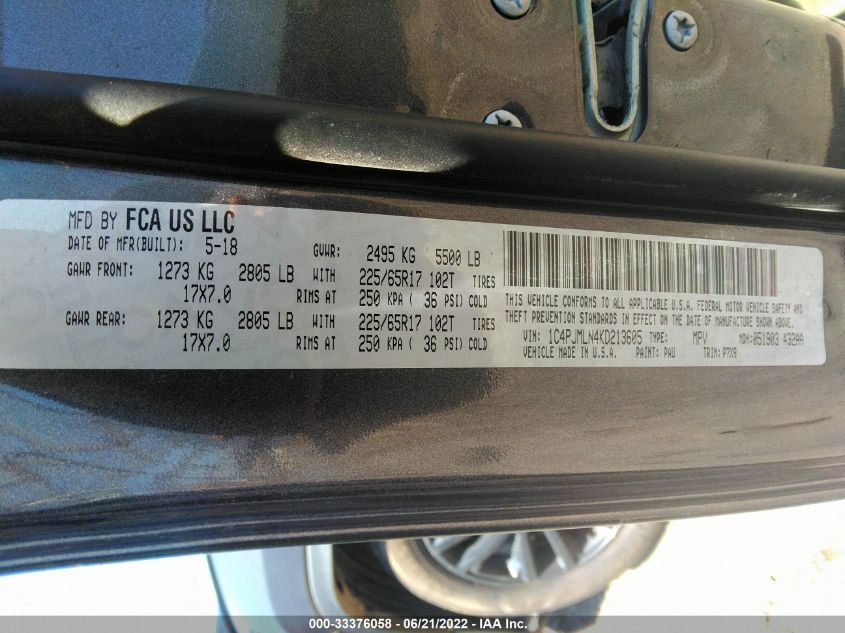 MFD BY FCA US LLC
DATE OF MFR(BUILT): 5-18 GVWR: 2495 KG 5500 LB
GAWR FRONT: 1273 KG 2805 LB WITH 225/65R17 102T TIRES
17X7.0 RIMS AT 250 KPA ( 36 PSI) COLD
GAWR REAR: 1273 KG 2805 LB WITH 225/65R17 102T TIRES
17X7.0 RIMS AT 250 KPA ( 36 PSI) COLD
THIS VEHICLE CONFORMS TO ALL APPLICABLE U.S.A. FEDERAL MOTOR VEHICLE SAFETY AND
THEFT PREVENTION STANDARDS IN EFFECT ON THE DATE OF MANUFACTURE SHOWN ABOVE.
VIN: 1C4PJMLN4KD213605 TYPE: MPV MDH: 051903 432AA
VEHICLE MADE IN U.S.A. PAINT: PAU TRIM: P7X9
000-33376058 - 06/21/2022 - IAA Inc.